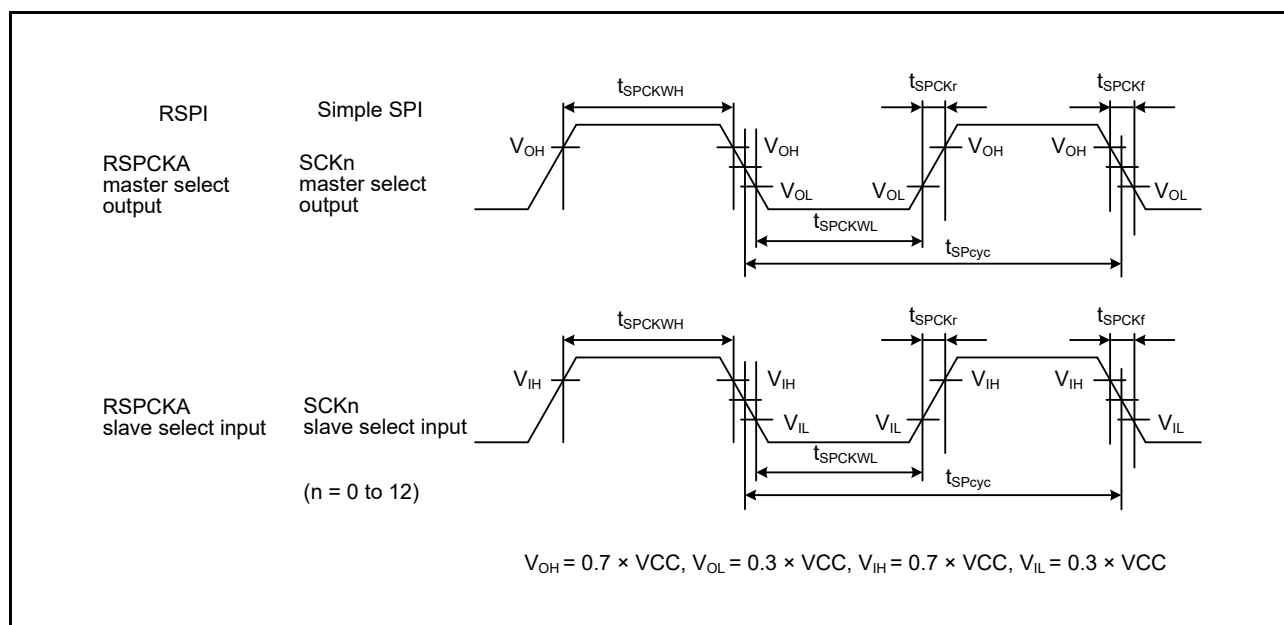 RSPI
Simple SPI
tSPCKWH
tSPCKr
tSPCKf
RSPCKA
master select
output
SCKn
master select
output
VOH
VOH
VOL
VOL
VOH
VOH
VOL
tSPCKWL
tSPcyc
tSPCKWH
tSPCKr
tSPCKf
RSPCKA
slave select input
SCKn
slave select input
VIH
VIH
VIL
VIL
VIH
VIH
VIL
tSPCKWL
tSPcyc
(n = 0 to 12)
VOH = 0.7 × VCC, VOL = 0.3 × VCC, VIH = 0.7 × VCC, VIL = 0.3 × VCC